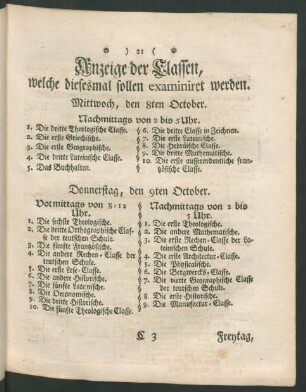 ) 21 (
Anzeige der Classen,
welche diesesmal sollen examiniret werden.
Mittwoch, den 8ten October.
Nachmittags von 2 bis 5 Uhr.
1. Die dritte Theologische Classe.
2. Die erste Griechische.
3. Die erste Geographische.
4. Die dritte Lateinische Classe.
5. Das Buchhalten.
6. Die dritte Classe im Zeichnen.
7. Die erste Lateinische.
8. Die Hebräische Classe.
9. Die dritte Mathematische.
10. Die erste ausserordentliche fran-
zösische Classe.
Donnerstag, den 9ten October.
Vormittags von 8-12
Uhr.
1. Die sechste Theologische.
2. Die dritte Orthographische Clas-
se der teutschen Schule.
3. Die fünfte französische.
4. Die andere Rechen-Classe der
teutschen Schule.
5. Die erste Lese-Classe.
6. Die andere Historische.
7. Die fünfte Lateinische.
8. Die Oeconomische.
9. Die dritte Historische.
10. Die fünfte Theologische Classe.
Nachmittags von 2 bis
5 Uhr.
1. Die erste Theologische.
2. Die andere Mathematische.
3. Die erste Rechen-Classe der La-
teinischen Schule.
4. Die erste Architectur-Classe.
5. Die Physicalische.
6. Die Bergwercks-Classe.
7. Die vierte Geographische Classe
der teutschen Schule.
8. Die erste Historische.
9. Die Manufactur-Classe.
C 3
Freytag,